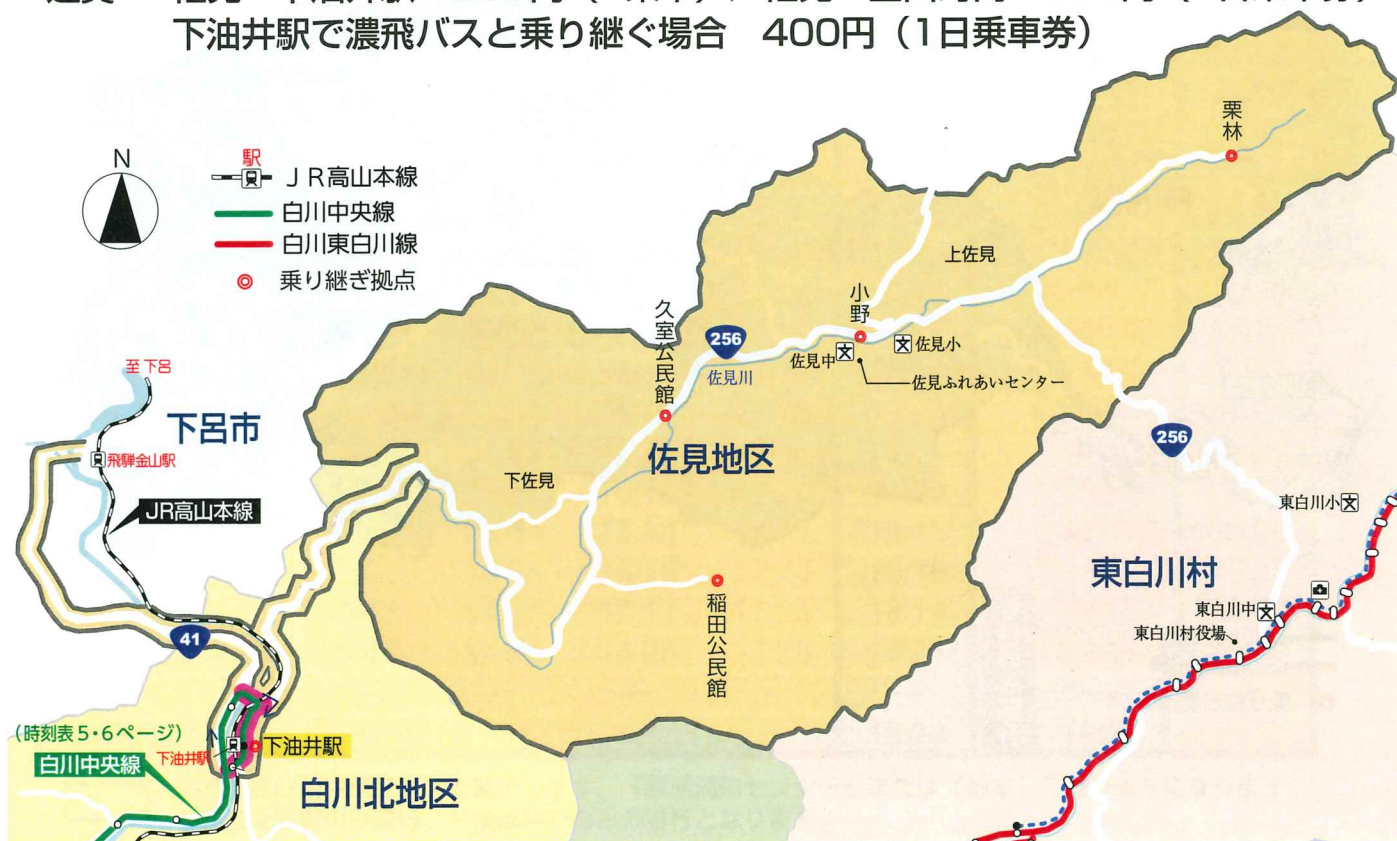 下油井駅で濃飛バスと乗り継ぐ場合　400円（1日乗車券）
N
駅
JR高山本線
白川中央線
白川東白川線
乗り継ぎ拠点
栗林
上佐見
小野
久室公民館
256
佐見川
佐見中
佐見小
佐見ふれあいセンター
至 下呂
下呂市
飛騨金山駅
JR高山本線
下佐見
佐見地区
256
東白川小
東白川村
稲田公民館
東白川中
東白川村役場
41
(時刻表5・6ページ)
下油井駅
下油井駅
白川中央線
白川北地区